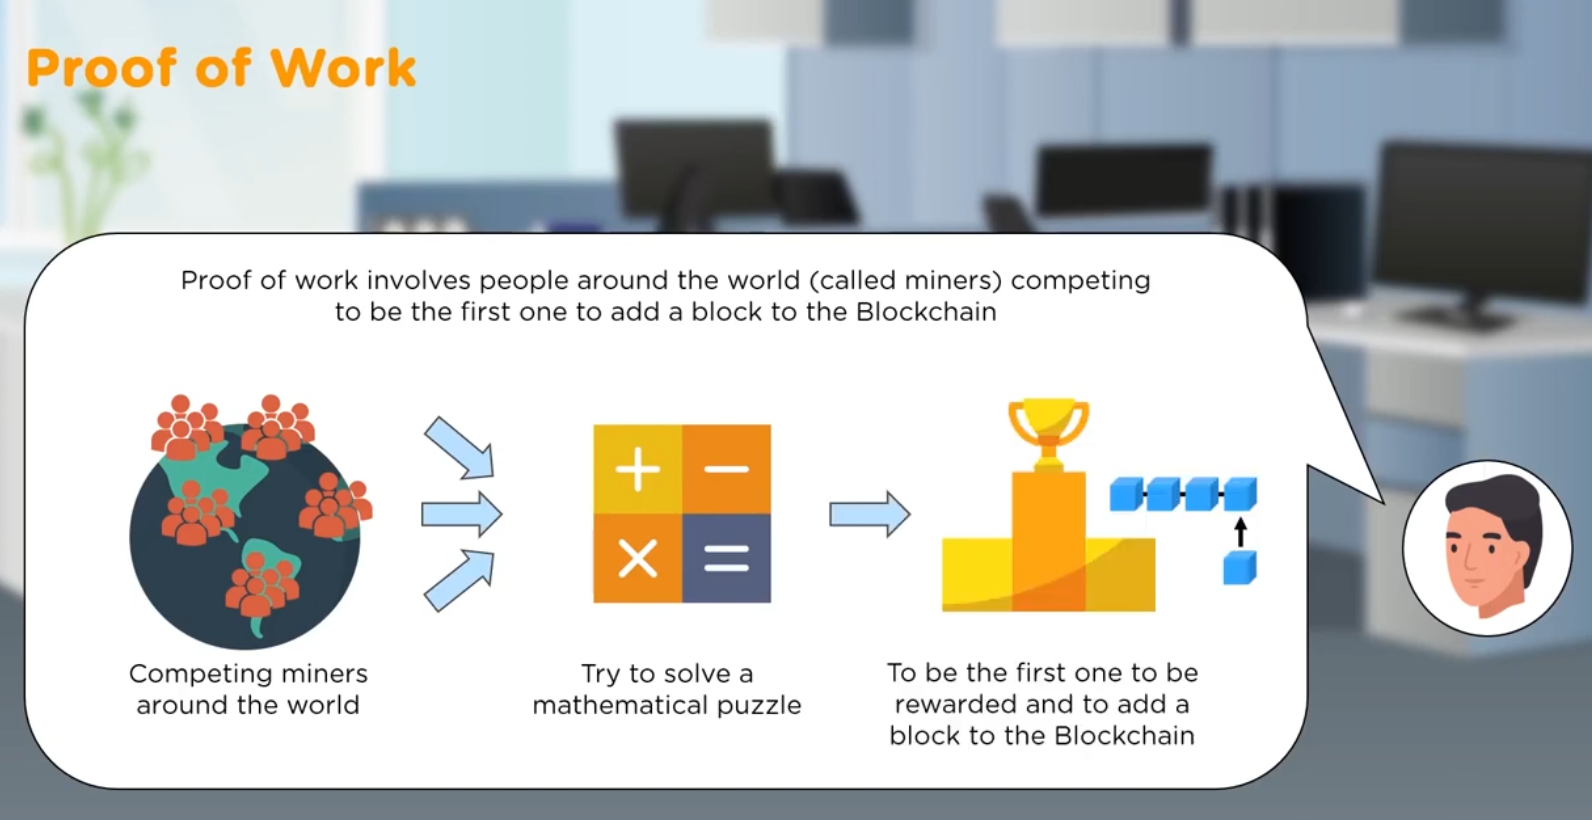 Proof of Work
Proof of work involves people around the world (called miners) competing
to be the first one to add a block to the Blockchain
Competing miners
around the world
Try to solve a
mathematical puzzle
To be the first one to be
rewarded and to add a
block to the Blockchain